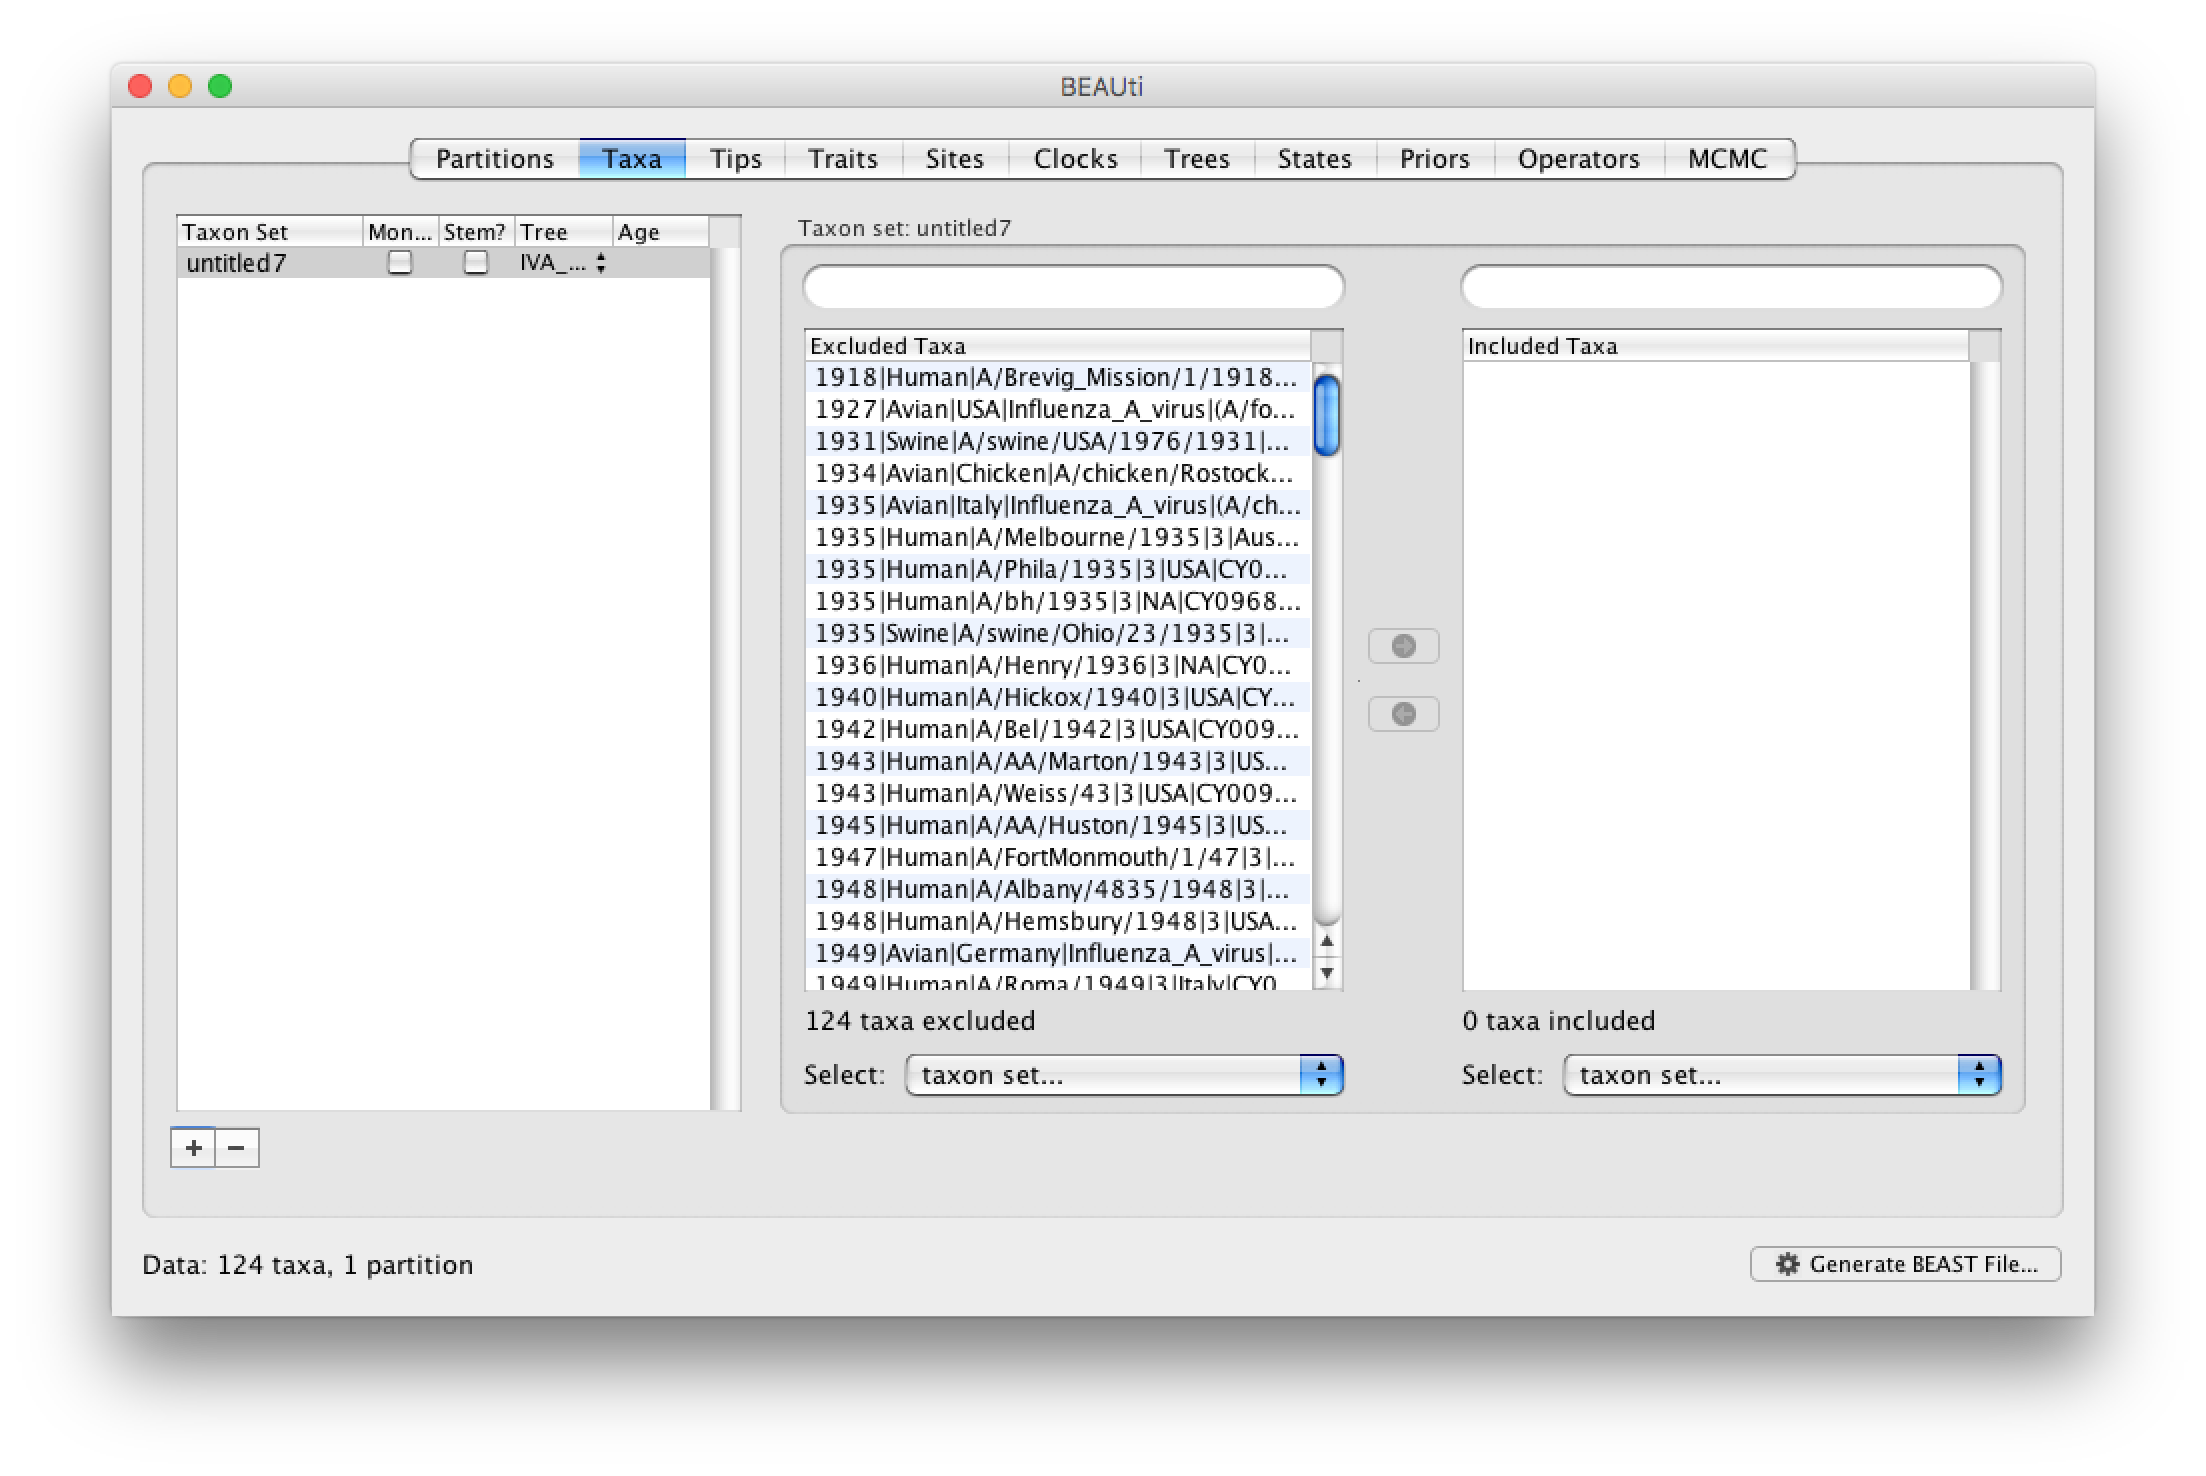 BEAUti
Partitions Taxa Tips Traits Sites Clocks Trees States Priors Operators MCMC
Taxon Set Mon... Stem? Tree Age
untitled7 IVA_...
Taxon set: untitled7
Excluded Taxa
1918|Human|A/Brevig_Mission/1/1918...
1927|Avian|USA|Influenza_A_virus|(A/fo...
1931|Swine|A/swine/USA/1976/1931|...
1934|Avian|Chicken|A/chicken/Rostock...
1935|Avian|Italy|Influenza_A_virus|(A/ch...
1935|Human|A/Melbourne/1935|3|Aus...
1935|Human|A/Phila/1935|3|USA|CY0...
1935|Human|A/bh/1935|3|NA|CY0968...
1935|Swine|A/swine/Ohio/23/1935|3|...
1936|Human|A/Henry/1936|3|NA|CY0...
1940|Human|A/Hickox/1940|3|USA|CY...
1942|Human|A/Bel/1942|3|USA|CY009...
1943|Human|A/AA/Marton/1943|3|US...
1943|Human|A/Weiss/43|3|USA|CY009...
1945|Human|A/AA/Huston/1945|3|US...
1947|Human|A/FortMonmouth/1/47|3|...
1948|Human|A/Albany/4835/1948|3|...
1948|Human|A/Hemsbury/1948|3|USA...
1949|Avian|Germany|Influenza_A_virus|...
1949|Human|A/Roma/1949|3|Italy|CY0...
124 taxa excluded
Select: taxon set...
Included Taxa
0 taxa included
Select: taxon set...
+ −
Data: 124 taxa, 1 partition
Generate BEAST File...